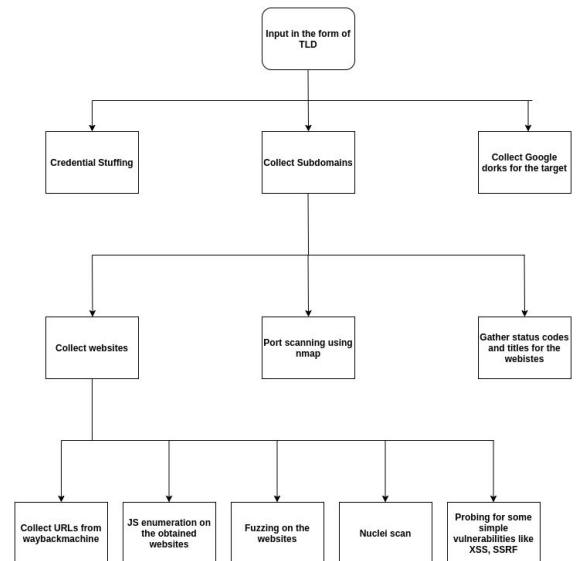 Input in the form of
TLD
Credential Stuffing
Collect Subdomains
Collect Google
dorks for the target
Collect websites
Port scanning using
nmap
Gather status codes
and titles for the
webistes
Collect URLs from
waybackmachine
JS enumeration on
the obtained
websites
Fuzzing on the
websites
Nuclei scan
Probing for some
simple
vulnerabilities like
XSS, SSRF